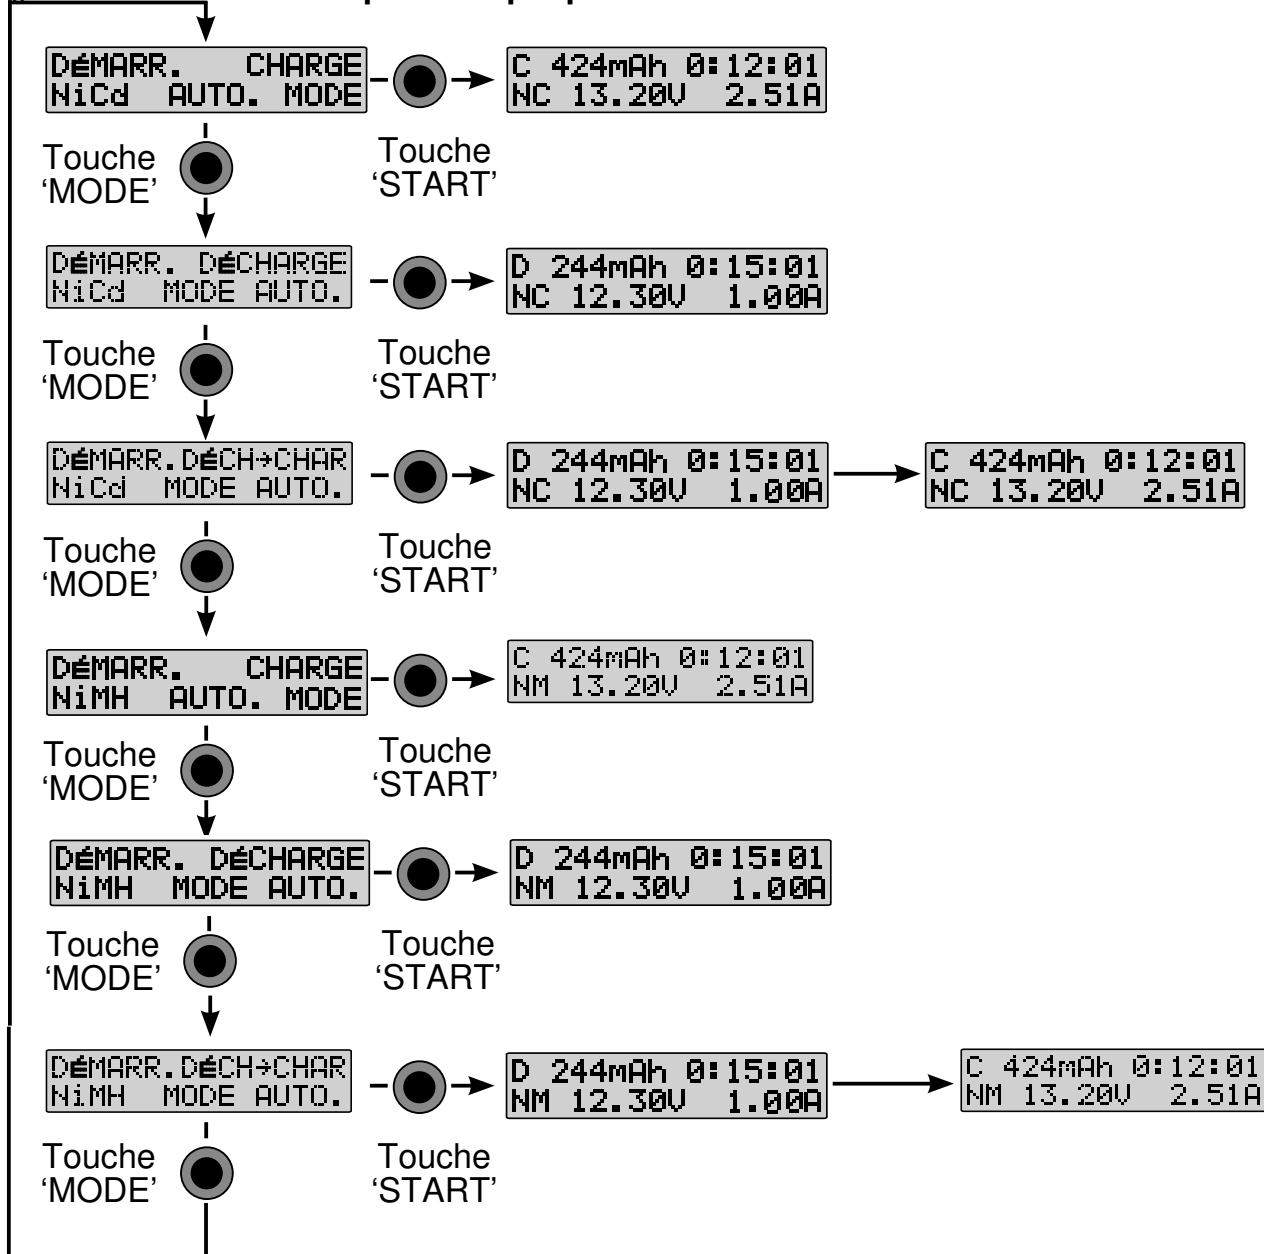 DéMARR. CHARGE
NiCd AUTO. MODE
C 424mAh 0:12:01
NC 13.20V 2.51A
Touche
‘MODE’
Touche
‘START’
DéMARR. DéCHARGE
NiCd MODE AUTO.
D 244mAh 0:15:01
NC 12.30V 1.00A
Touche
‘MODE’
Touche
‘START’
DéMARR.DéCH→CHAR
NiCd MODE AUTO.
D 244mAh 0:15:01
NC 12.30V 1.00A
C 424mAh 0:12:01
NC 13.20V 2.51A
Touche
‘MODE’
Touche
‘START’
DéMARR. CHARGE
NiMH AUTO. MODE
C 424mAh 0:12:01
NM 13.20V 2.51A
Touche
‘MODE’
Touche
‘START’
DéMARR. DéCHARGE
NiMH MODE AUTO.
D 244mAh 0:15:01
NM 12.30V 1.00A
Touche
‘MODE’
Touche
‘START’
DéMARR.DéCH→CHAR
NiMH MODE AUTO.
D 244mAh 0:15:01
NM 12.30V 1.00A
C 424mAh 0:12:01
NM 13.20V 2.51A
Touche
‘MODE’
Touche
‘START’